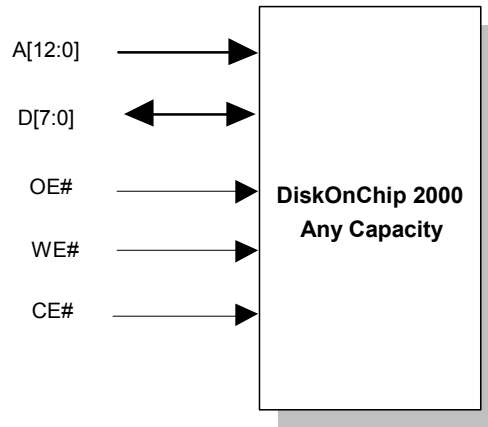 A[12:0]
D[7:0]
OE#
WE#
CE#
DiskOnChip 2000
Any Capacity